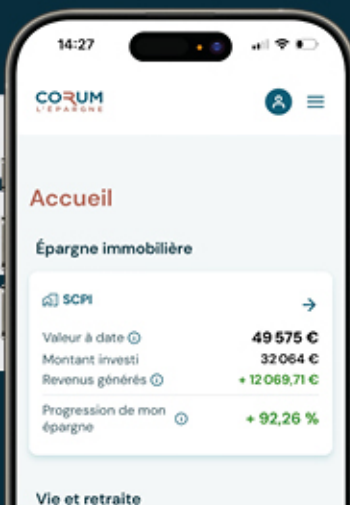 14:27
CORUM
L'ÉPARGNE
Accueil
Épargne immobilière
SCPI
Valeur à date 49 575 €
Montant investi 32 064 €
Revenus générés + 12 069,71 €
Progression de mon
épargne + 92,26 %
Vie et retraite